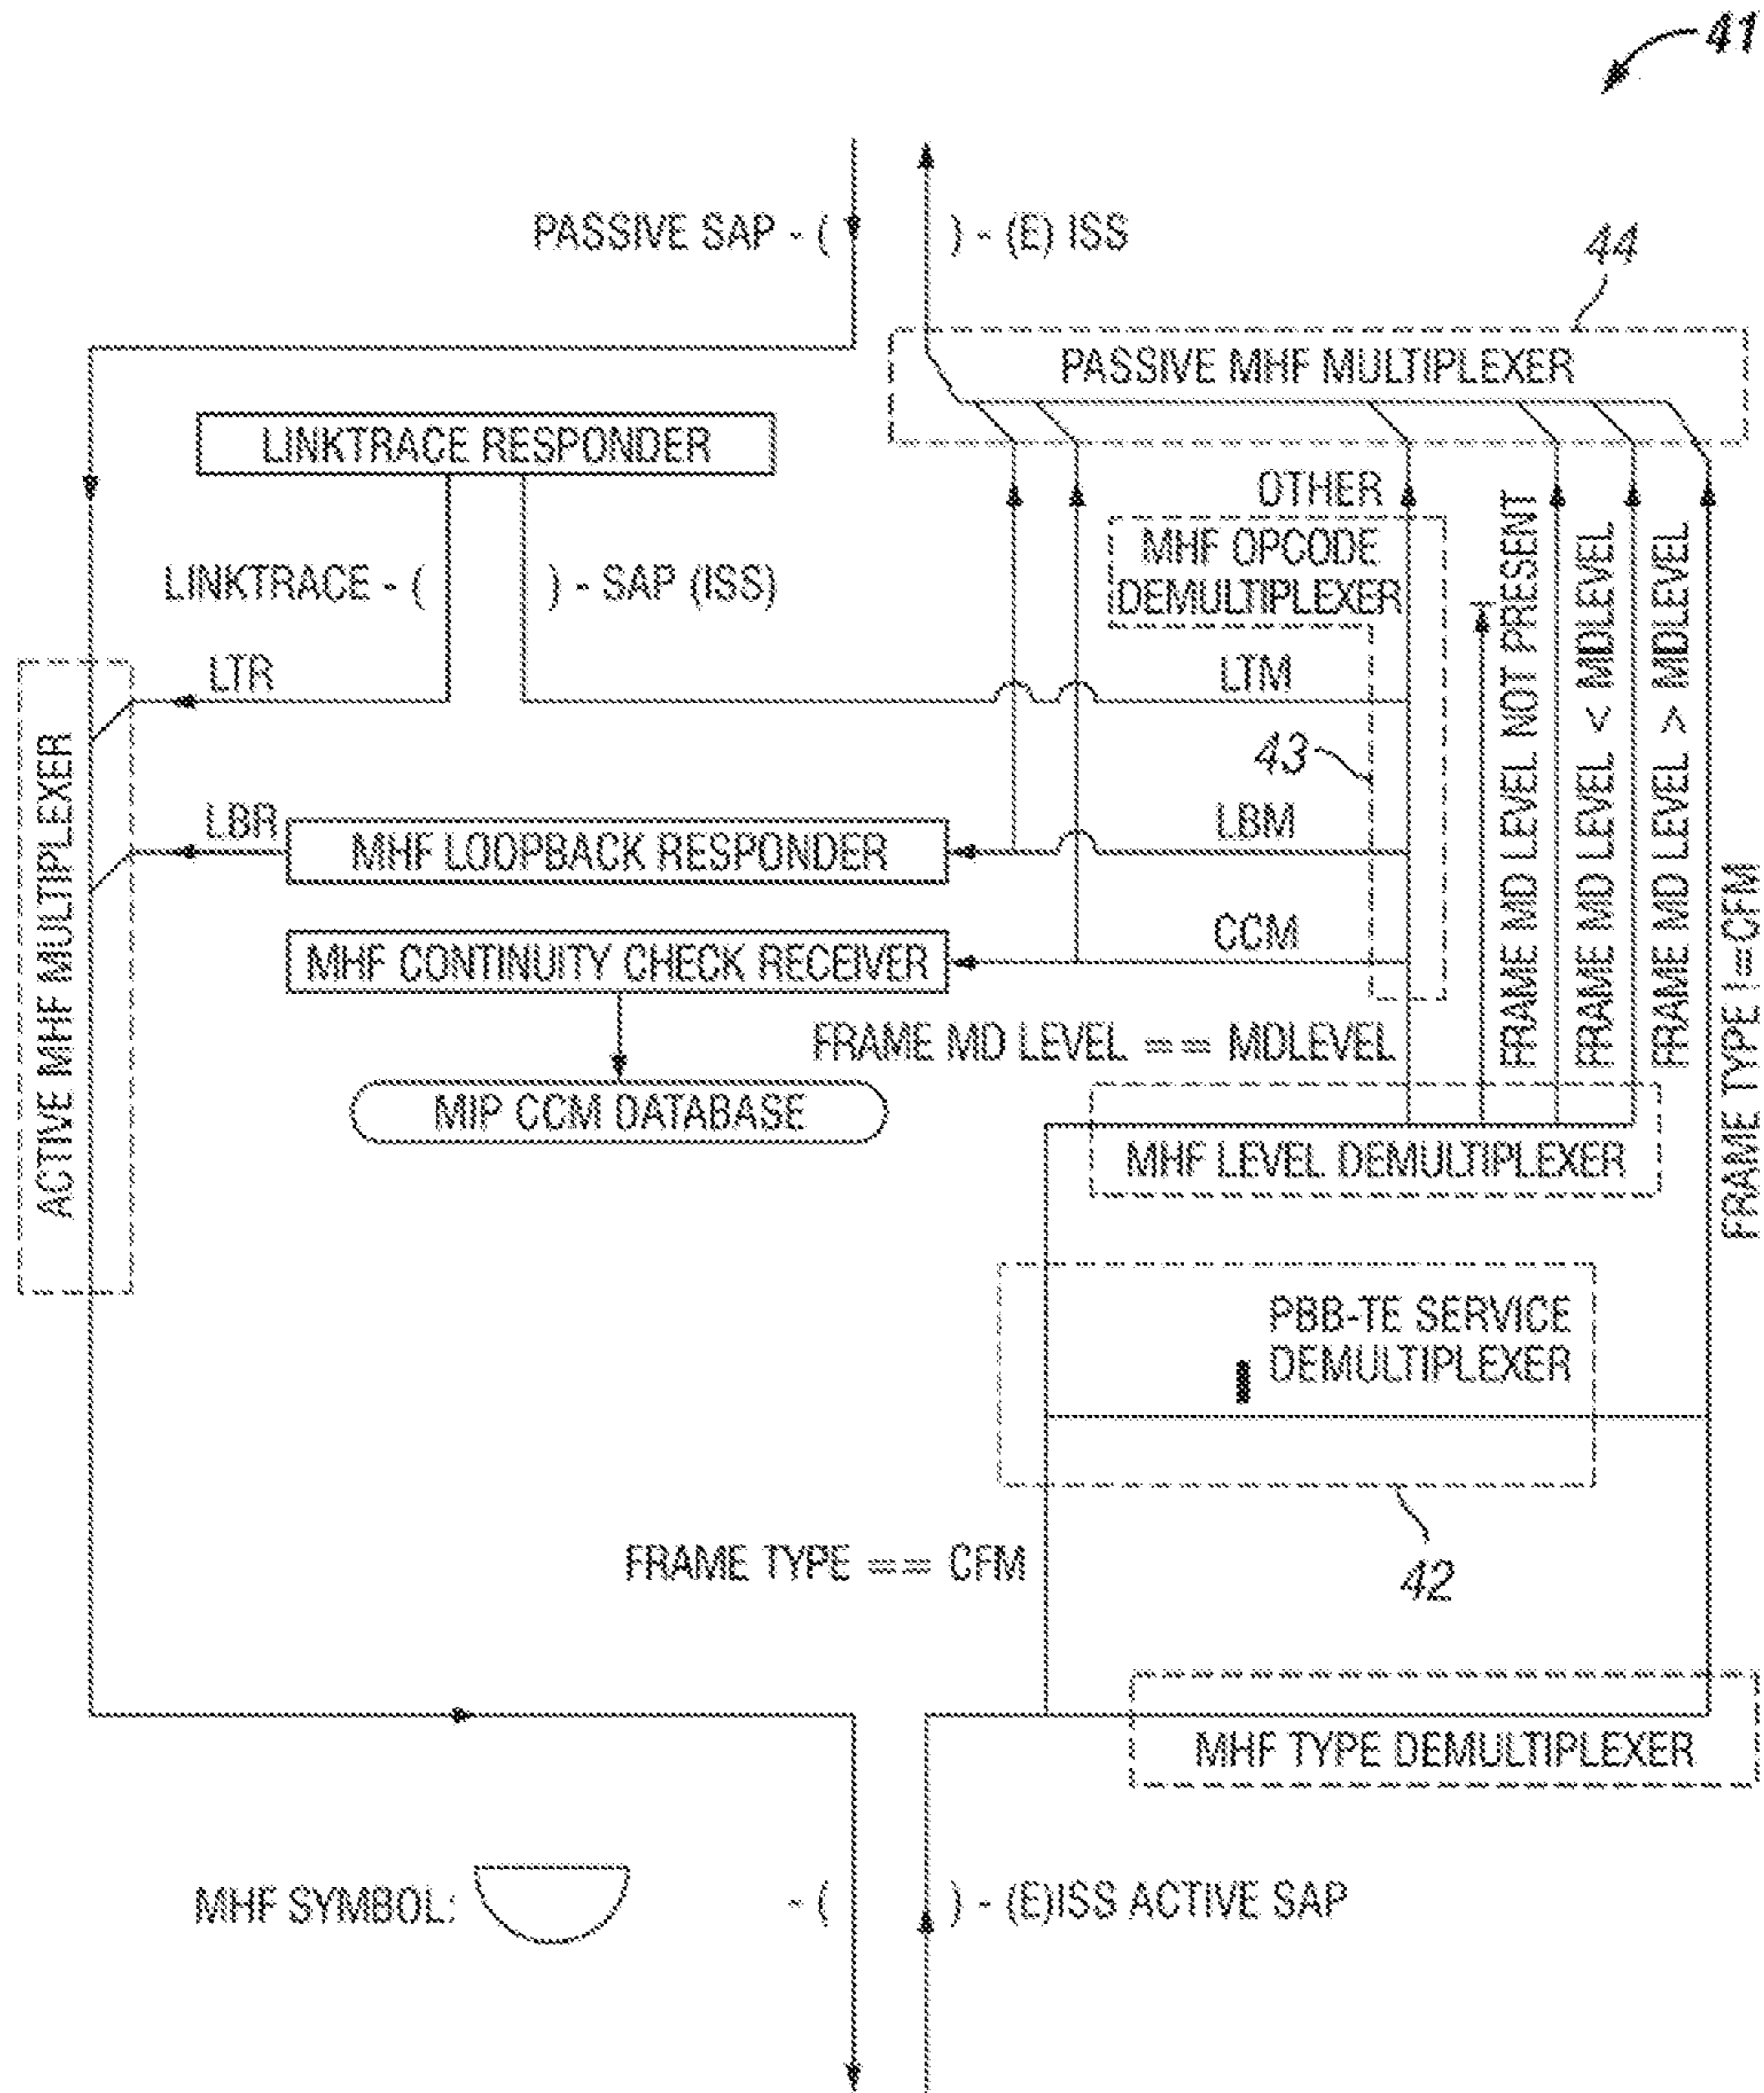 41
PASSIVE SAP - (
) - (E) ISS
44
PASSIVE MHF MULTIPLEXER
LINKTRACE RESPONDER
OTHER
MHF OPCODE
DEMULTIPLEXER
LINKTRACE - (
) - SAP (ISS)
LTR
LTM
43
LBR
MHF LOOPBACK RESPONDER
LBM
MHF CONTINUITY CHECK RECEIVER
CCM
FRAME MD LEVEL == MDLEVEL
MIP CCM DATABASE
ACTIVE MHF MULTIPLEXER
FRAME MD LEVEL NOT PRESENT
FRAME MD LEVEL < MDLEVEL
FRAME MD LEVEL > MDLEVEL
FRAME TYPE !=CFM
MHF LEVEL DEMULTIPLEXER
PBB-TE SERVICE
DEMULTIPLEXER
42
FRAME TYPE == CFM
MHF TYPE DEMULTIPLEXER
MHF SYMBOL:
- (
) - (E)ISS ACTIVE SAP